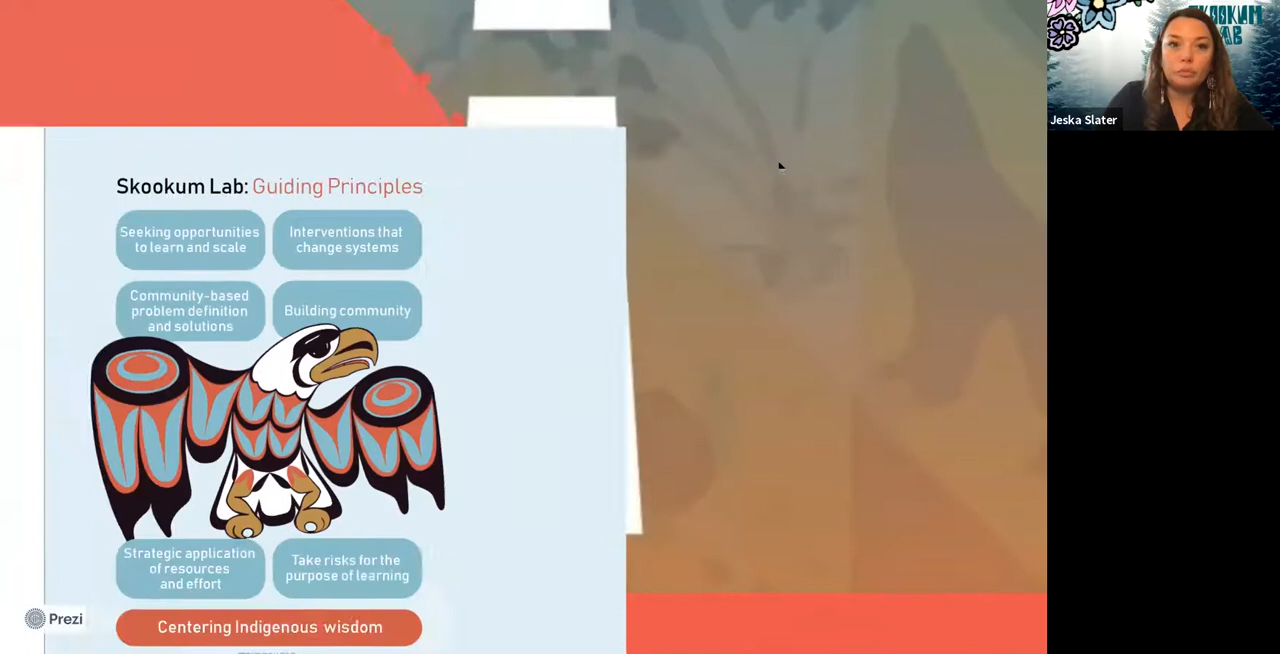 Skookum Lab: Guiding Principles
Seeking opportunities
to learn and scale
Interventions that
change systems
Community-based
problem definition
and solutions
Building community
Strategic application
of resources
and effort
Take risks for the
purpose of learning
Centering Indigenous wisdom
Prezi
Jeska Slater